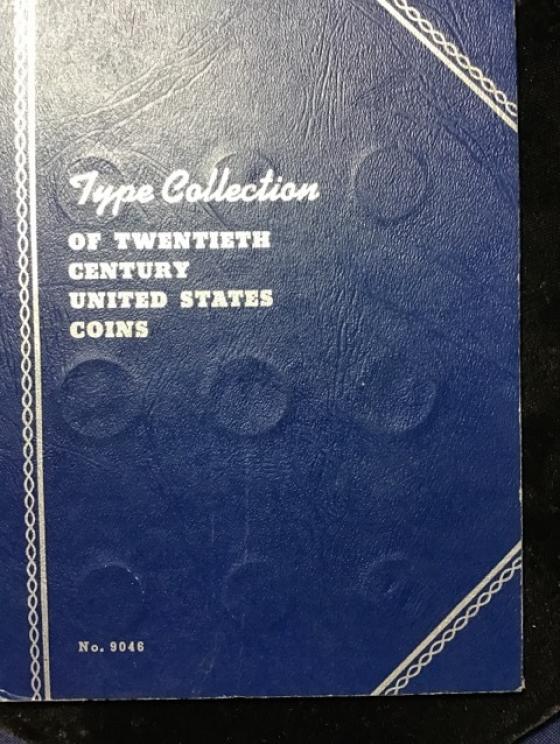 Type Collection
OF TWENTIETH
CENTURY
UNITED STATES
COINS
No. 9046